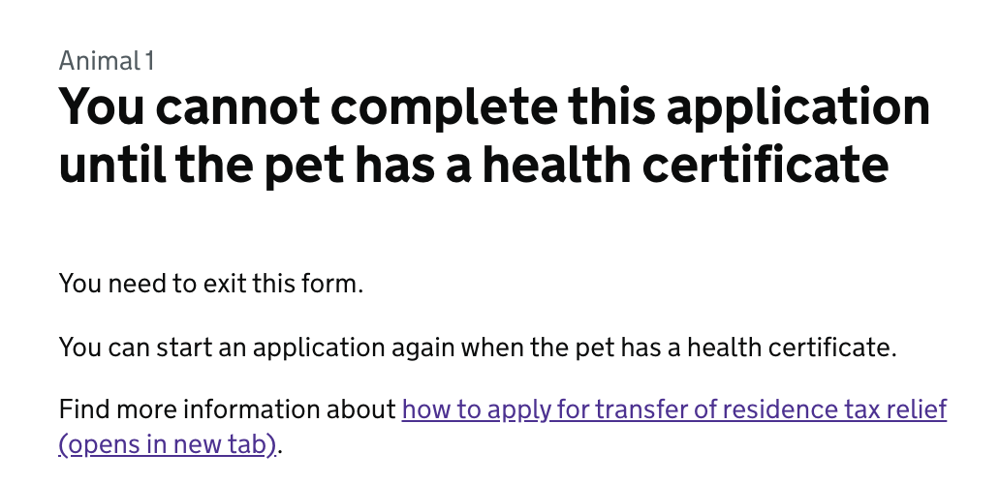 Animal 1
You cannot complete this application
until the pet has a health certificate
You need to exit this form.
You can start an application again when the pet has a health certificate.
Find more information about how to apply for transfer of residence tax relief
(opens in new tab).